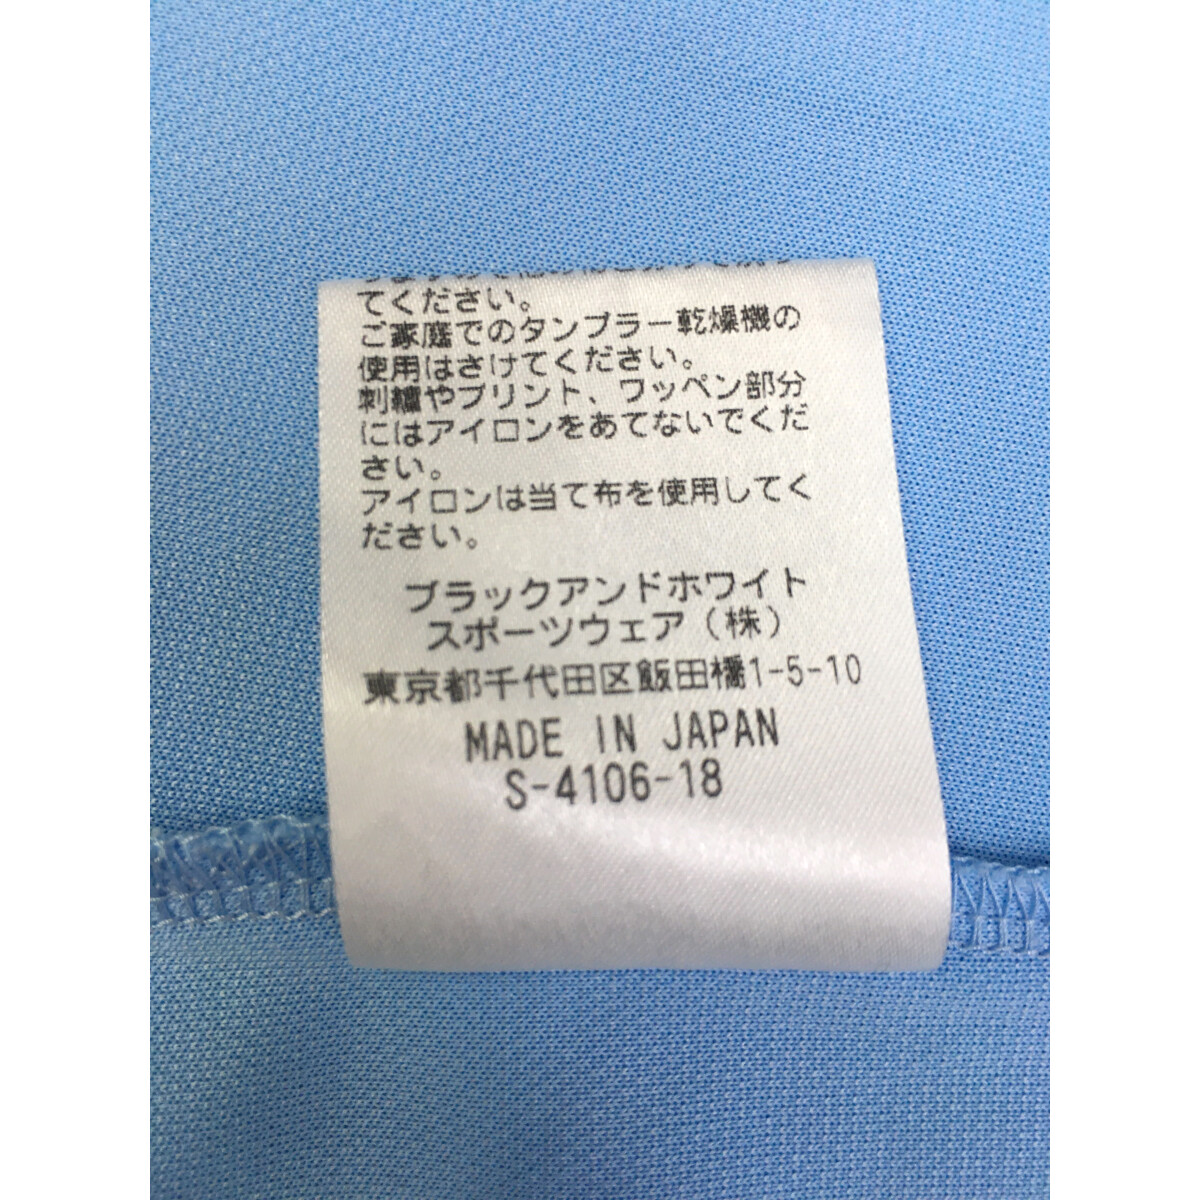 てください。
ご家庭でのタンブラー乾燥機の
使用はさけてください。
刺繍やプリント、ワッペン部分
にはアイロンをあてないでくだ
さい。
アイロンは当て布を使用してく
ださい。
ブラックアンドホワイト
スポーツウェア（株）
東京都千代田区飯田橋1-5-10
MADE IN JAPAN
S-4106-18